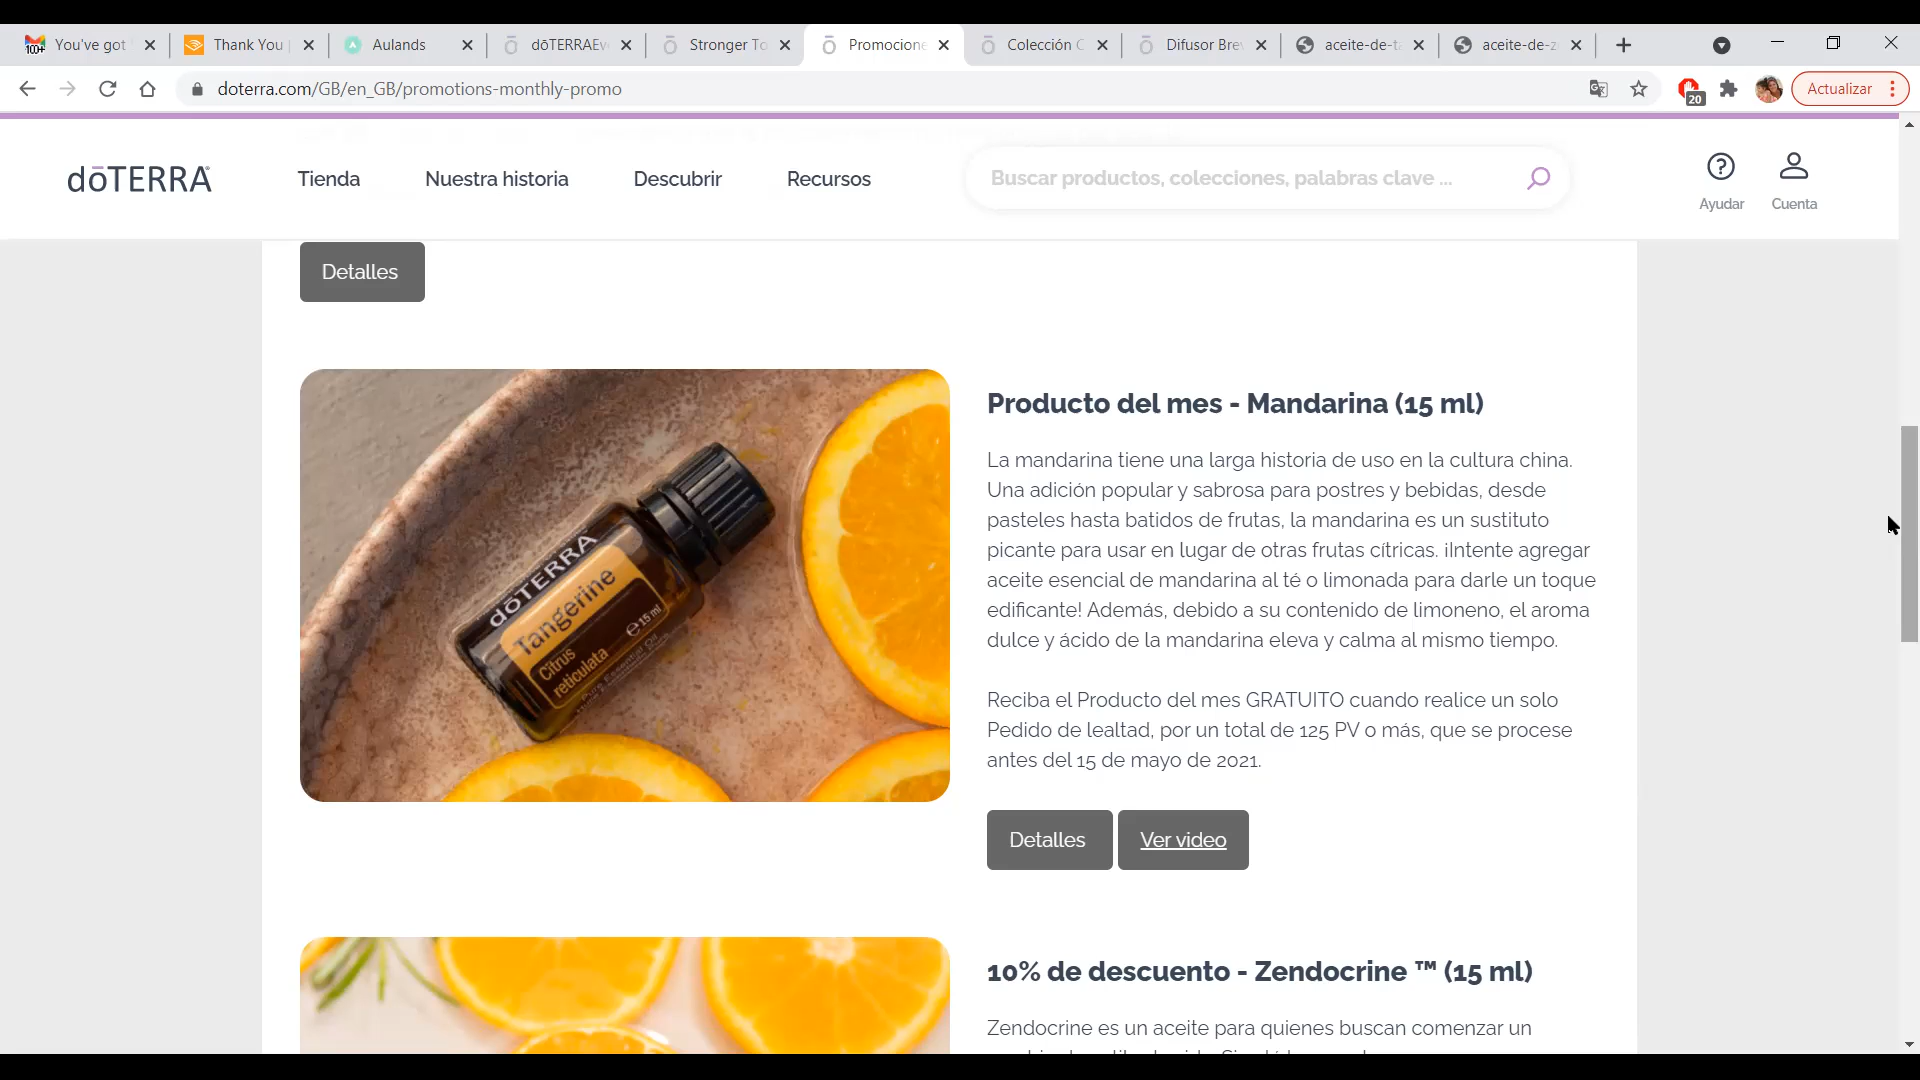 You've got
Thank You
Aulands
dōTERRAEv
Stronger To
Promocione
Colección C
Difusor Bre
aceite-de-t
aceite-de-z
doterra.com/GB/en_GB/promotions-monthly-promo
20
Actualizar
dōTERRA
Tienda
Nuestra historia
Descubrir
Recursos
Buscar productos, colecciones, palabras clave ...
Ayudar
Cuenta
Detalles
Producto del mes - Mandarina (15 ml)
La mandarina tiene una larga historia de uso en la cultura china.
Una adición popular y sabrosa para postres y bebidas, desde
pasteles hasta batidos de frutas, la mandarina es un sustituto
picante para usar en lugar de otras frutas cítricas. ¡Intente agregar
aceite esencial de mandarina al té o limonada para darle un toque
edificante! Además, debido a su contenido de limoneno, el aroma
dulce y ácido de la mandarina eleva y calma al mismo tiempo.
Reciba el Producto del mes GRATUITO cuando realice un solo
Pedido de lealtad, por un total de 125 PV o más, que se procese
antes del 15 de mayo de 2021.
Detalles
Ver video
dōTERRA
Tangerine
Citrus
reticulata
℮ 15 ml
Pure Essential Oil
10% de descuento - Zendocrine ™ (15 ml)
Zendocrine es un aceite para quienes buscan comenzar un